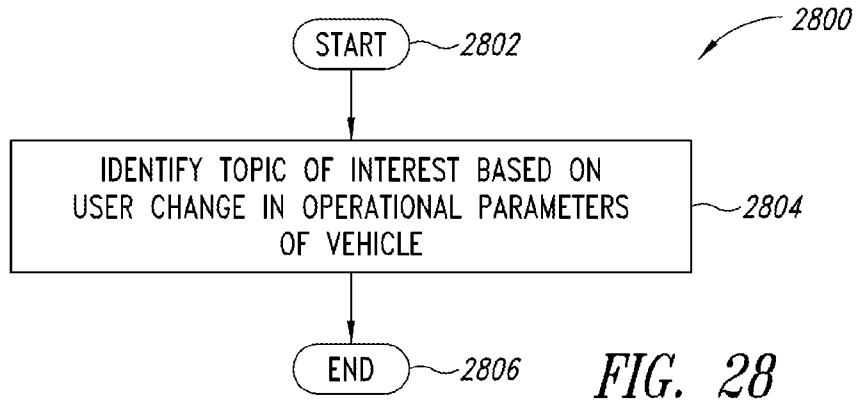 2800
START 2802
IDENTIFY TOPIC OF INTEREST BASED ON
USER CHANGE IN OPERATIONAL PARAMETERS
OF VEHICLE
2804
END 2806
FIG. 28